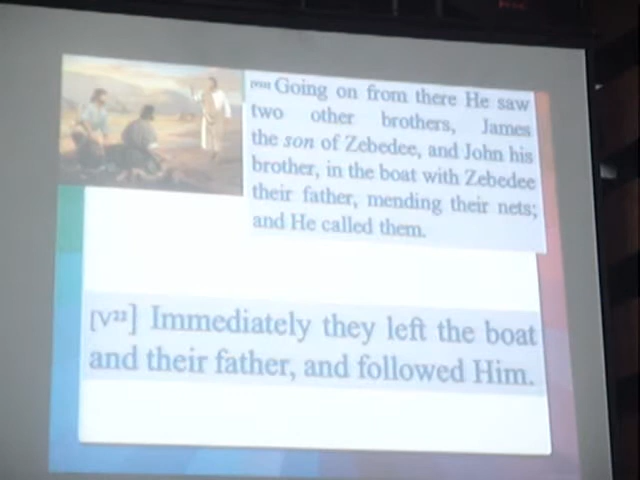 [V21] Going on from there He saw
two other brothers, James
the son of Zebedee, and John his
brother, in the boat with Zebedee
their father, mending their nets;
and He called them.
[V22] Immediately they left the boat
and their father, and followed Him.